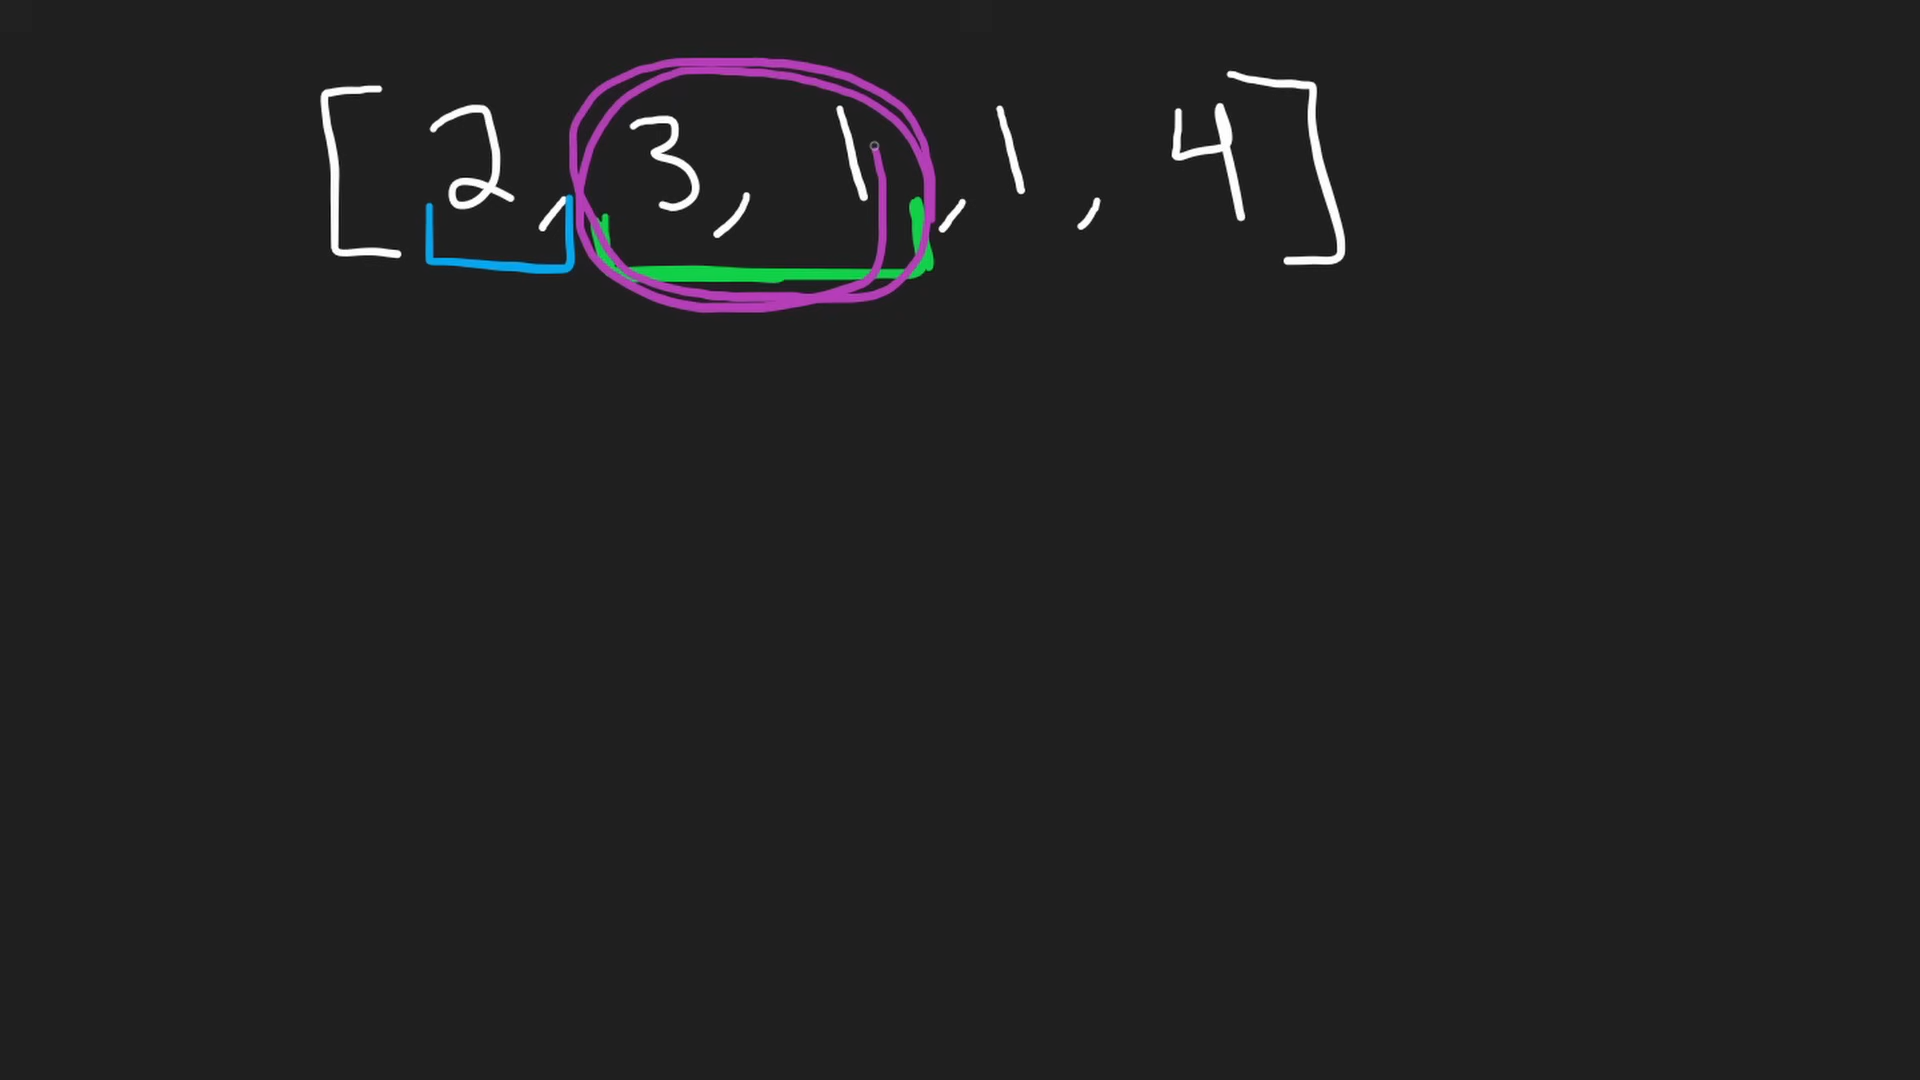 [2, 3, 1, 1, 4]